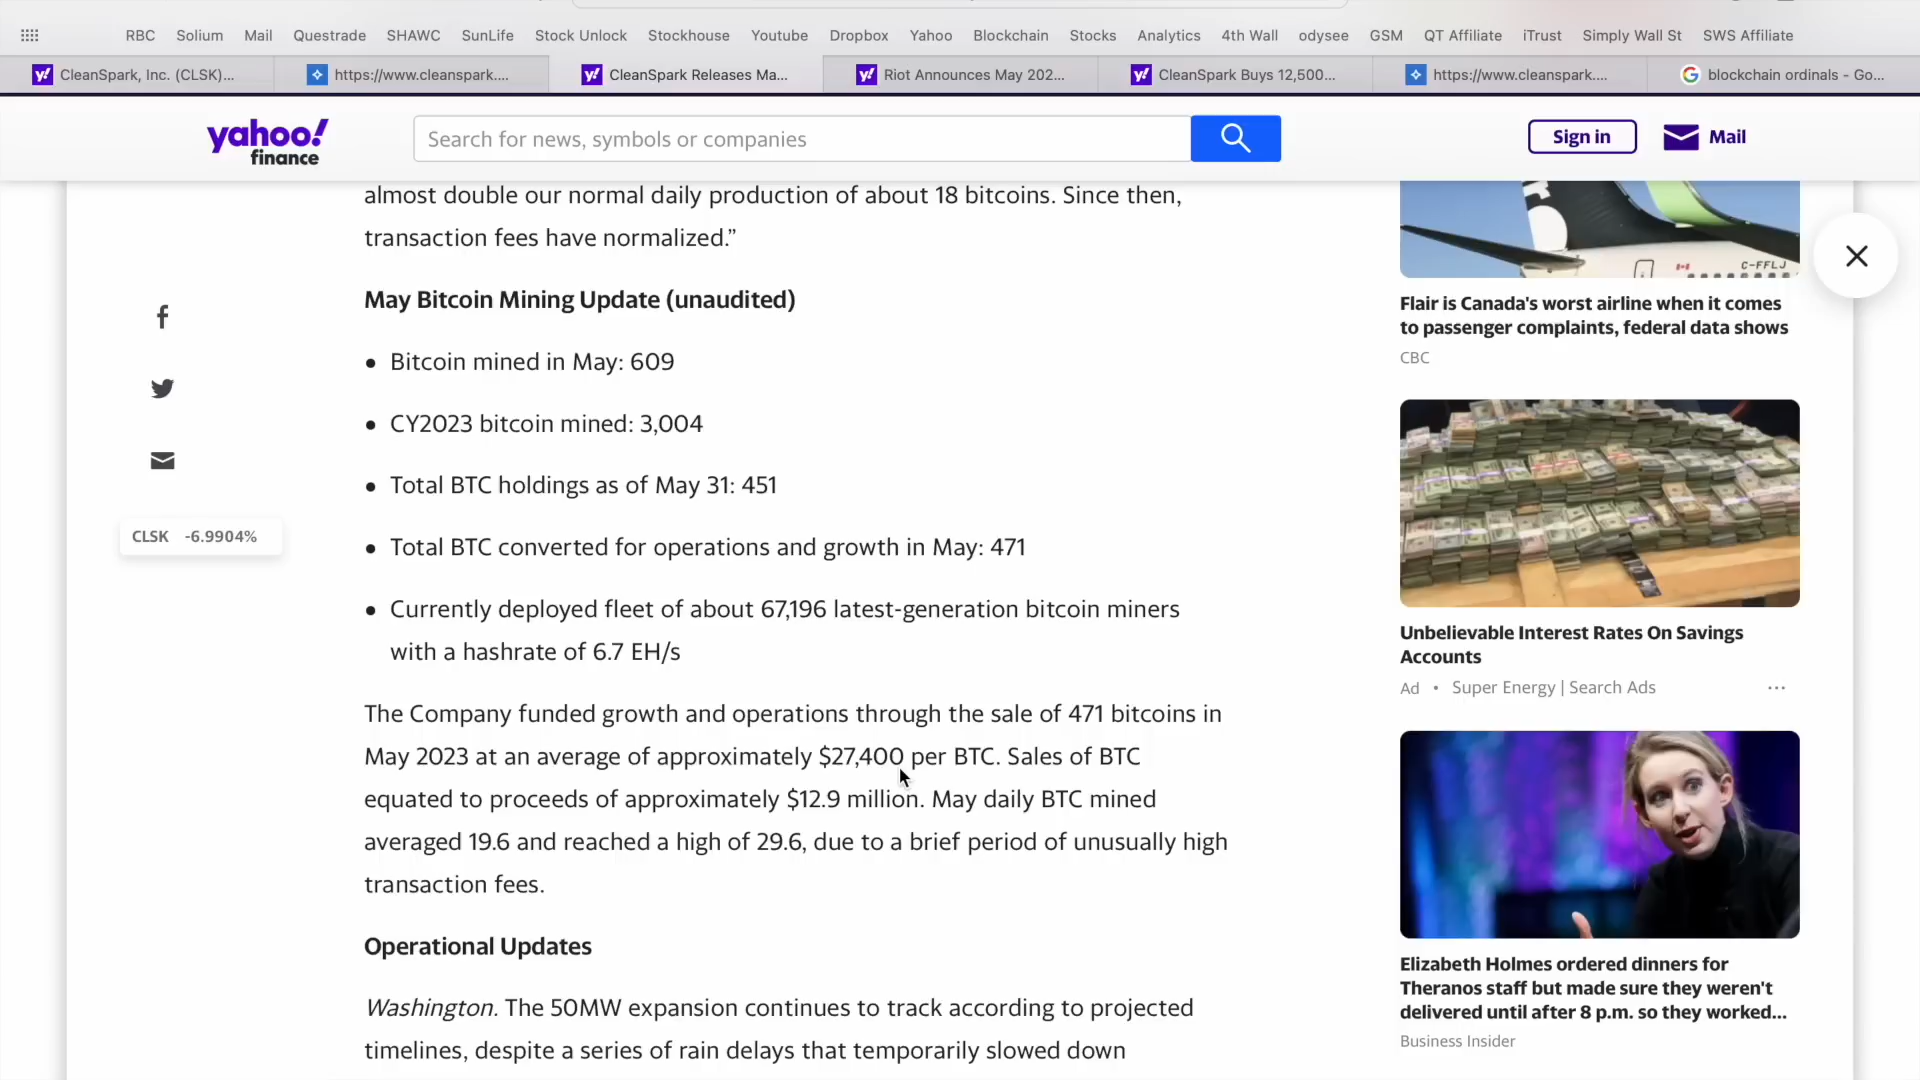 RBC Solium Mail Questrade SHAWC SunLife Stock Unlock Stockhouse Youtube Dropbox Yahoo Blockchain Stocks Analytics 4th Wall odysee GSM QT Affiliate iTrust Simply Wall St SWS Affiliate
CleanSpark, Inc. (CLSK)... https://www.cleanspark.... CleanSpark Releases Ma... Riot Announces May 202... CleanSpark Buys 12,500... https://www.cleanspark.... blockchain ordinals - Go...
yahoo!
finance
Search for news, symbols or companies
Sign in
Mail
almost double our normal daily production of about 18 bitcoins. Since then,
transaction fees have normalized.”
May Bitcoin Mining Update (unaudited)
• Bitcoin mined in May: 609
• CY2023 bitcoin mined: 3,004
• Total BTC holdings as of May 31: 451
• Total BTC converted for operations and growth in May: 471
• Currently deployed fleet of about 67,196 latest-generation bitcoin miners
with a hashrate of 6.7 EH/s
The Company funded growth and operations through the sale of 471 bitcoins in
May 2023 at an average of approximately $27,400 per BTC. Sales of BTC
equated to proceeds of approximately $12.9 million. May daily BTC mined
averaged 19.6 and reached a high of 29.6, due to a brief period of unusually high
transaction fees.
Operational Updates
Washington. The 50MW expansion continues to track according to projected
timelines, despite a series of rain delays that temporarily slowed down
CLSK -6.9904%
C-FFLJ
Flair is Canada's worst airline when it comes
to passenger complaints, federal data shows
CBC
Unbelievable Interest Rates On Savings
Accounts
Ad • Super Energy | Search Ads
Elizabeth Holmes ordered dinners for
Theranos staff but made sure they weren't
delivered until after 8 p.m. so they worked...
Business Insider